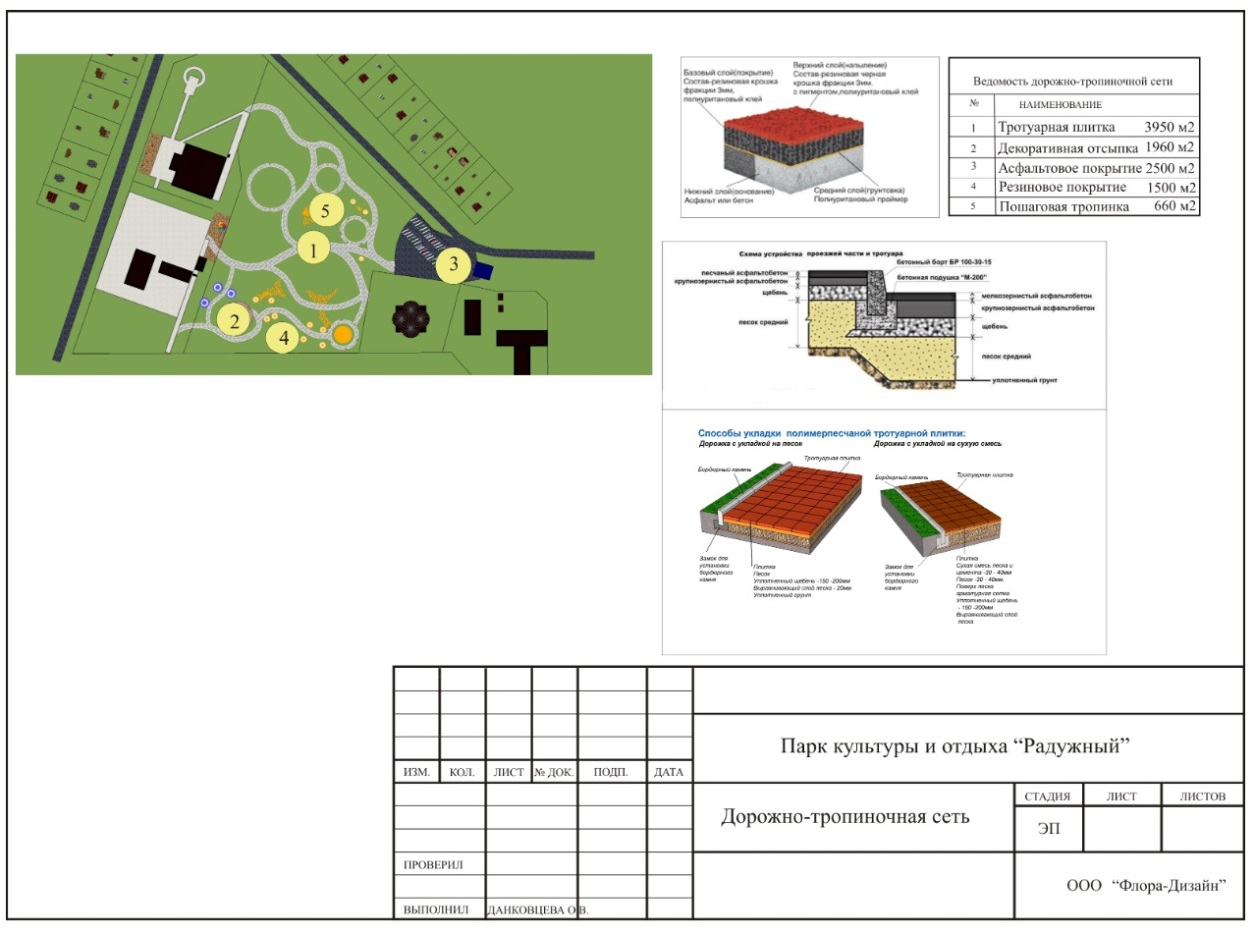 5
1
3
2
4
Базовый слой(покрытие)
Состав-резиновая крошка
фракции 3мм,
полиуритановый клей
Верхний слой(напыление)
Состав-резиновая черная
крошка фракции 3мм.
с пигментом,полиуритановый клей
Нижний слой(основание)
Асфальт или бетон
Средний слой(грунтовка)
Полиуритановый праймер
Ведомость дорожно-тропиночной сети
№ НАИМЕНОВАНИЕ
1 Тротуарная плитка 3950 м2
2 Декоративная отсыпка 1960 м2
3 Асфальтовое покрытие 2500 м2
4 Резиновое покрытие 1500 м2
5 Пошаговая тропинка 660 м2
Схема устройства проезжей части и тротуара
бетонный борт БР 100-30-15
бетонная подушка "М-200"
песчаный асфальтобетон
крупнозернистый асфальтобетон
щебень
песок средний
мелкозернистый асфальтобетон
крупнозернистый асфальтобетон
щебень
песок средний
уплотненный грунт
Способы укладки полимерпесчаной тротуарной плитки:
Дорожка с укладкой на песок
Тротуарная плитка
Бордюрный камень
Замок для
установки
бордюрного
камня
Плитка
Песок
Уплотненный щебень -150 -200мм
Выравнивающий слой песка - 20мм
Уплотненный грунт
Дорожка с укладкой на сухую смесь
Бордюрный камень
Тротуарная плитка
Замок для
установки
бордюрного
камня
Плитка
Сухая смесь песка и
цемента -30 - 40мм
Песок -30 - 40мм.
Поверх песка
арматурная сетка
Уплотненный щебень
- 150 -200мм
Выравнивающий слой
песка
Парк культуры и отдыха “Радужный”
ИЗМ. КОЛ. ЛИСТ № ДОК. ПОДП. ДАТА
Дорожно-тропиночная сеть
СТАДИЯ ЛИСТ ЛИСТОВ
ЭП
ПРОВЕРИЛ
ВЫПОЛНИЛ ДАНКОВЦЕВА О.В.
ООО “Флора-Дизайн”